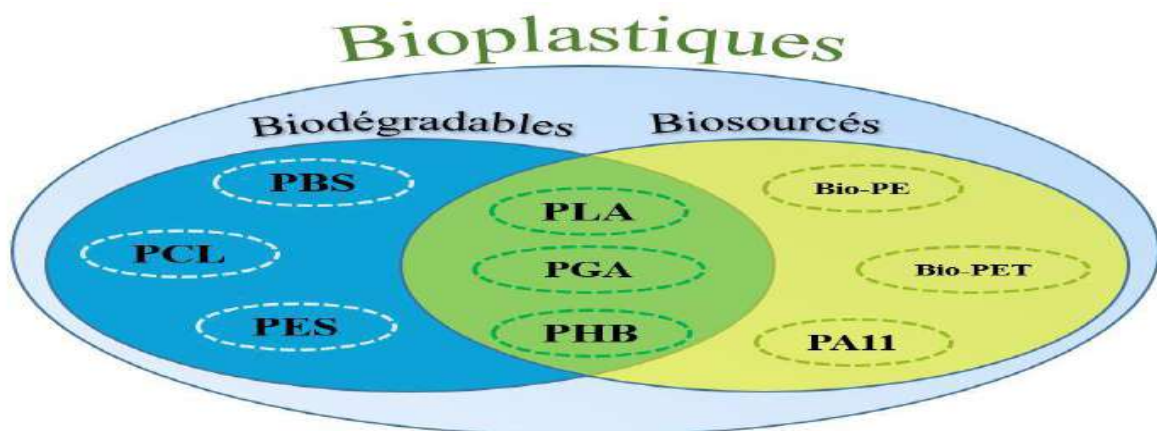 Bioplastiques
Biodégradables Biosourcés
PBS Bio-PE
PLA
PCL PGA Bio-PET
PES PHB PA11